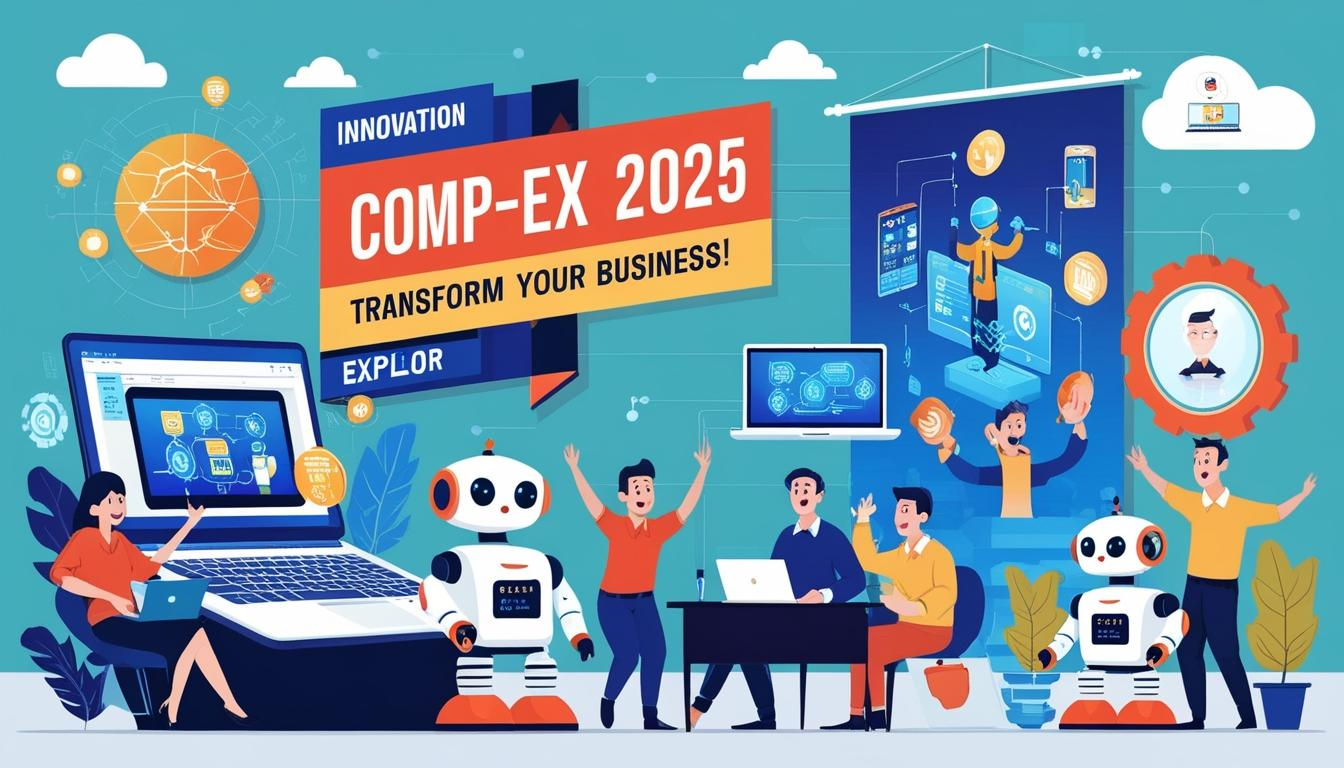 INNOVATION
COMP-EX 2025
TRANSFORM YOUR BUSINESS!
EXPLOR